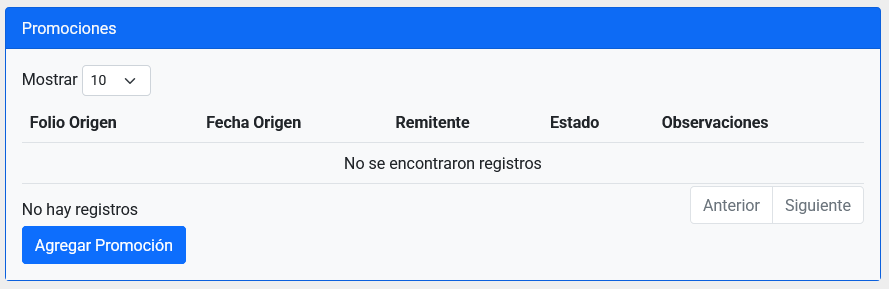 Promociones
Mostrar 10
Folio Origen Fecha Origen Remitente Estado Observaciones
No se encontraron registros
No hay registros
Anterior Siguiente
Agregar Promoción